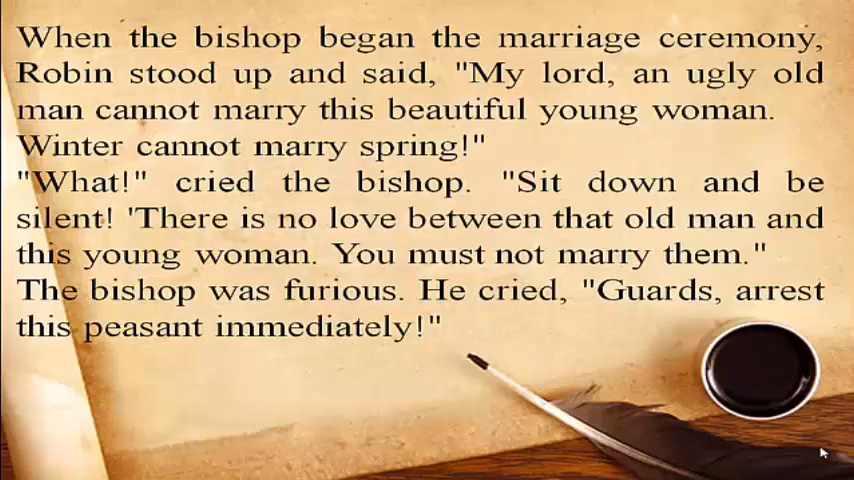 When the bishop began the marriage ceremony,
Robin stood up and said, "My lord, an ugly old
man cannot marry this beautiful young woman.
Winter cannot marry spring!"
"What!" cried the bishop. "Sit down and be
silent! 'There is no love between that old man and
this young woman. You must not marry them."
The bishop was furious. He cried, "Guards, arrest
this peasant immediately!"